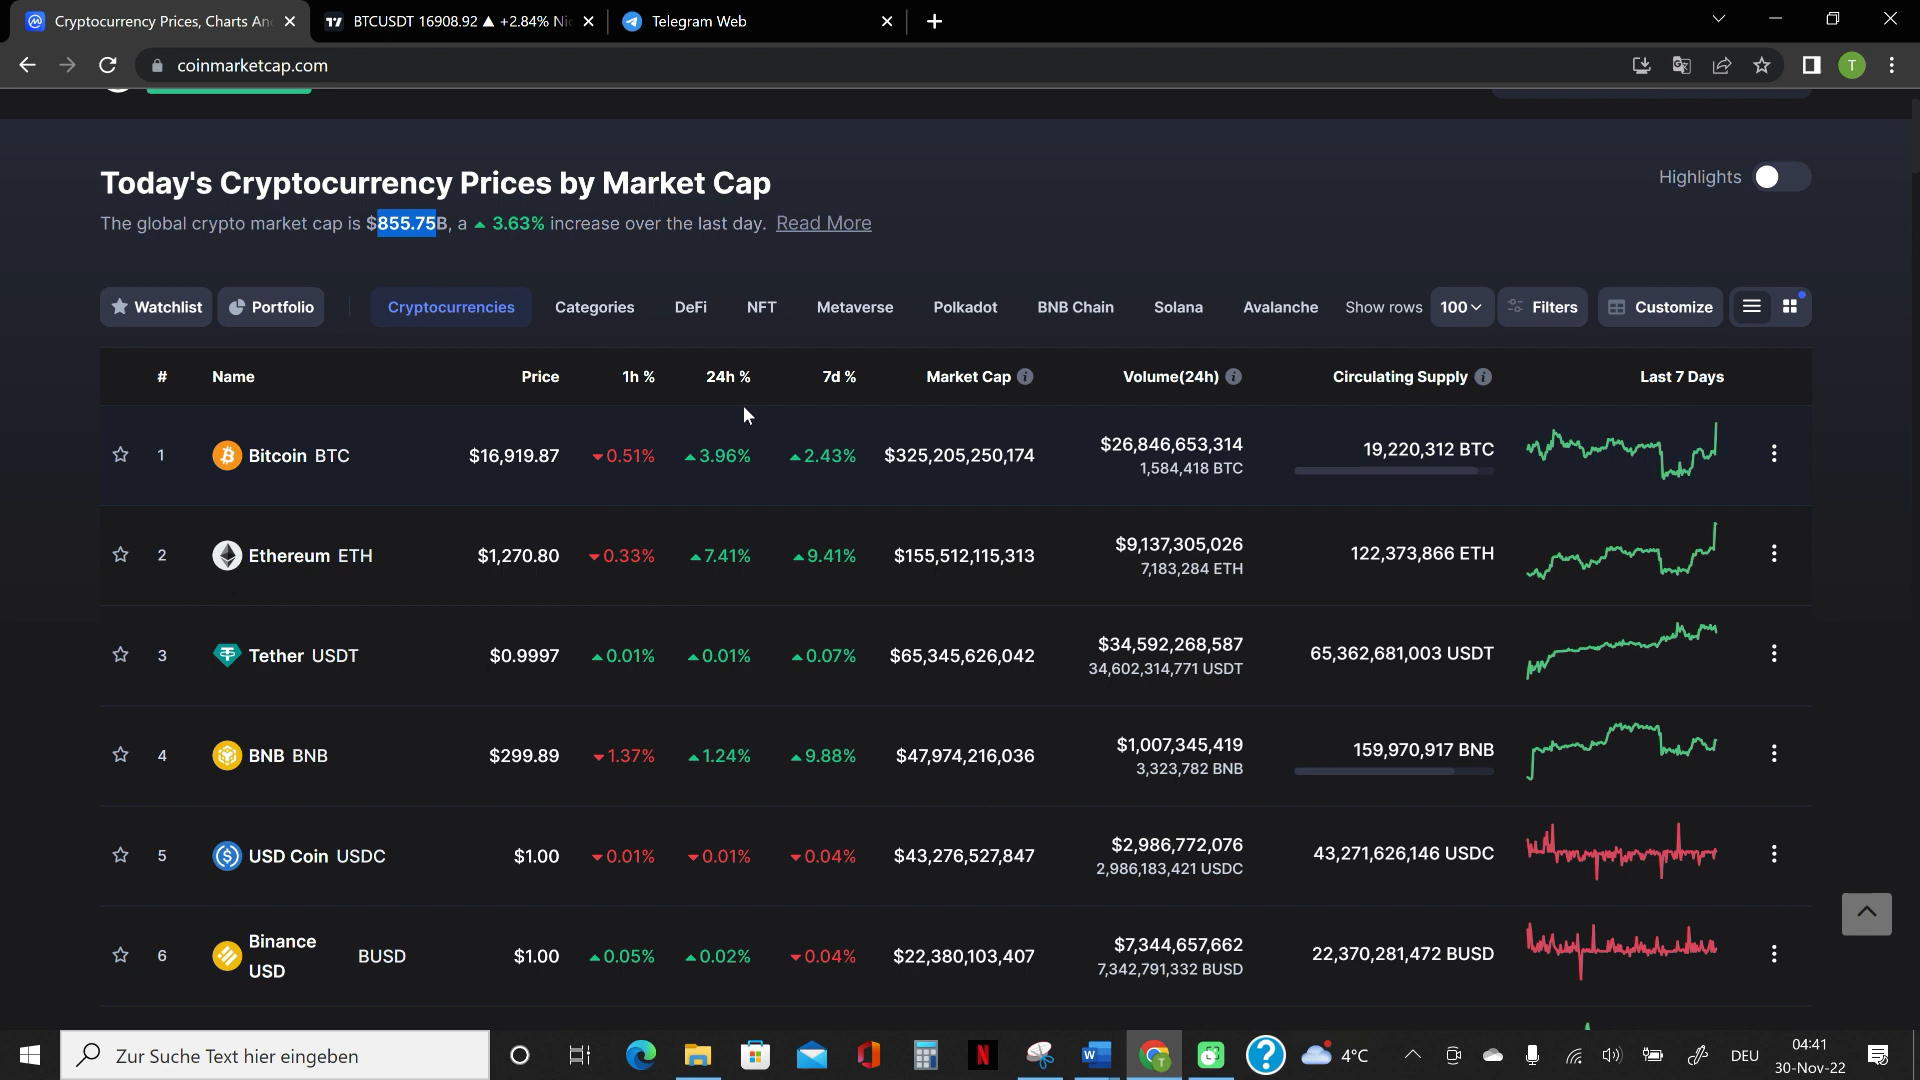 Cryptocurrency Prices, Charts An
BTCUSDT 16908.92 ▲ +2.84% Ni
Telegram Web
coinmarketcap.com
T
Today's Cryptocurrency Prices by Market Cap
Highlights
The global crypto market cap is $855.75B, a ▲ 3.63% increase over the last day. Read More
Watchlist Portfolio Cryptocurrencies Categories DeFi NFT Metaverse Polkadot BNB Chain Solana Avalanche Show rows 100 Filters Customize
# Name Price 1h % 24h % 7d % Market Cap Volume(24h) Circulating Supply Last 7 Days
1 Bitcoin BTC $16,919.87 ▼0.51% ▲3.96% ▲2.43% $325,205,250,174 $26,846,653,314 19,220,312 BTC
1,584,418 BTC
2 Ethereum ETH $1,270.80 ▼0.33% ▲7.41% ▲9.41% $155,512,115,313 $9,137,305,026 122,373,866 ETH
7,183,284 ETH
3 Tether USDT $0.9997 ▲0.01% ▲0.01% ▲0.07% $65,345,626,042 $34,592,268,587 65,362,681,003 USDT
34,602,314,771 USDT
4 BNB BNB $299.89 ▼1.37% ▲1.24% ▲9.88% $47,974,216,036 $1,007,345,419 159,970,917 BNB
3,323,782 BNB
5 USD Coin USDC $1.00 ▼0.01% ▼0.01% ▼0.04% $43,276,527,847 $2,986,772,076 43,271,626,146 USDC
2,986,183,421 USDC
6 Binance USD BUSD $1.00 ▲0.05% ▲0.02% ▼0.04% $22,380,103,407 $7,344,657,662 22,370,281,472 BUSD
7,342,791,332 BUSD
Zur Suche Text hier eingeben
4°C
DEU
04:41
30-Nov-22